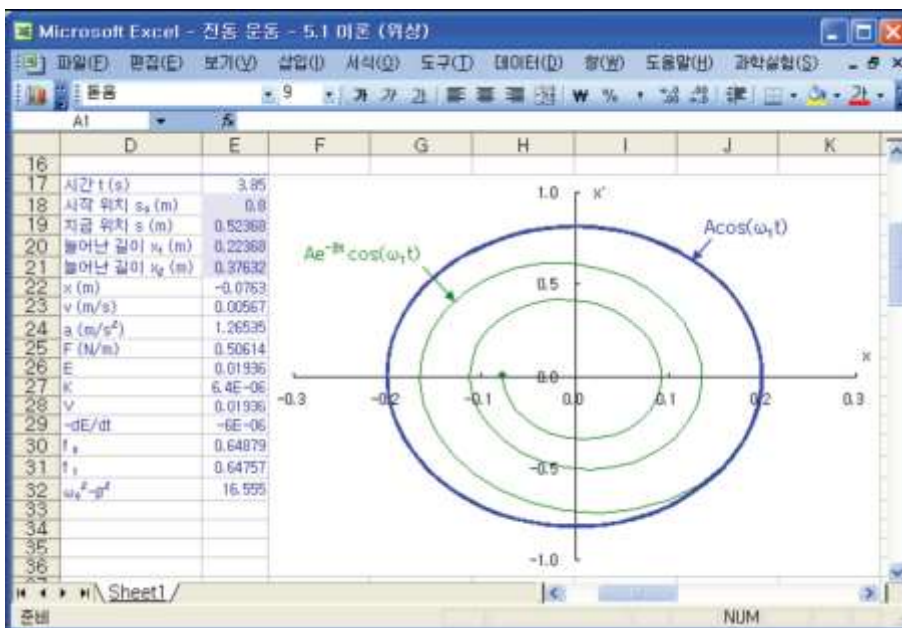 Microsoft Excel - 진동 운동 - 5.1 이론 (위상)
파일(F) 편집(E) 보기(V) 삽입(I) 서식(O) 도구(T) 데이터(D) 창(W) 도움말(H) 과학실험(S)
돋움 9 가 가 가 ₩ % ,
A1 fx
D E F G H I J K
16
17 시간 t (s) 3.85
18 시작 위치 s₀ (m) 0.8
19 지금 위치 s (m) 0.52368
20 늘어난 길이 x₁ (m) 0.22368
21 늘어난 길이 x₂ (m) 0.37632
22 x (m) -0.0763
23 v (m/s) 0.00567
24 a (m/s²) 1.26535
25 F (N/m) 0.50614
26 E 0.01936
27 K 6.4E-06
28 V 0.01936
29 -dE/dt -6E-06
30 f₀ 0.64879
31 f₁ 0.64757
32 ω₀²-β² 16.555
33
34
35
36
1.0 x'
Acos(ω₁t)
Ae⁻ᵝᵗcos(ω₁t)
0.5
x
0.0
-0.3 -0.2 -0.1 0.0 0.1 0.2 0.3
-0.5
-1.0
Sheet1
준비 NUM